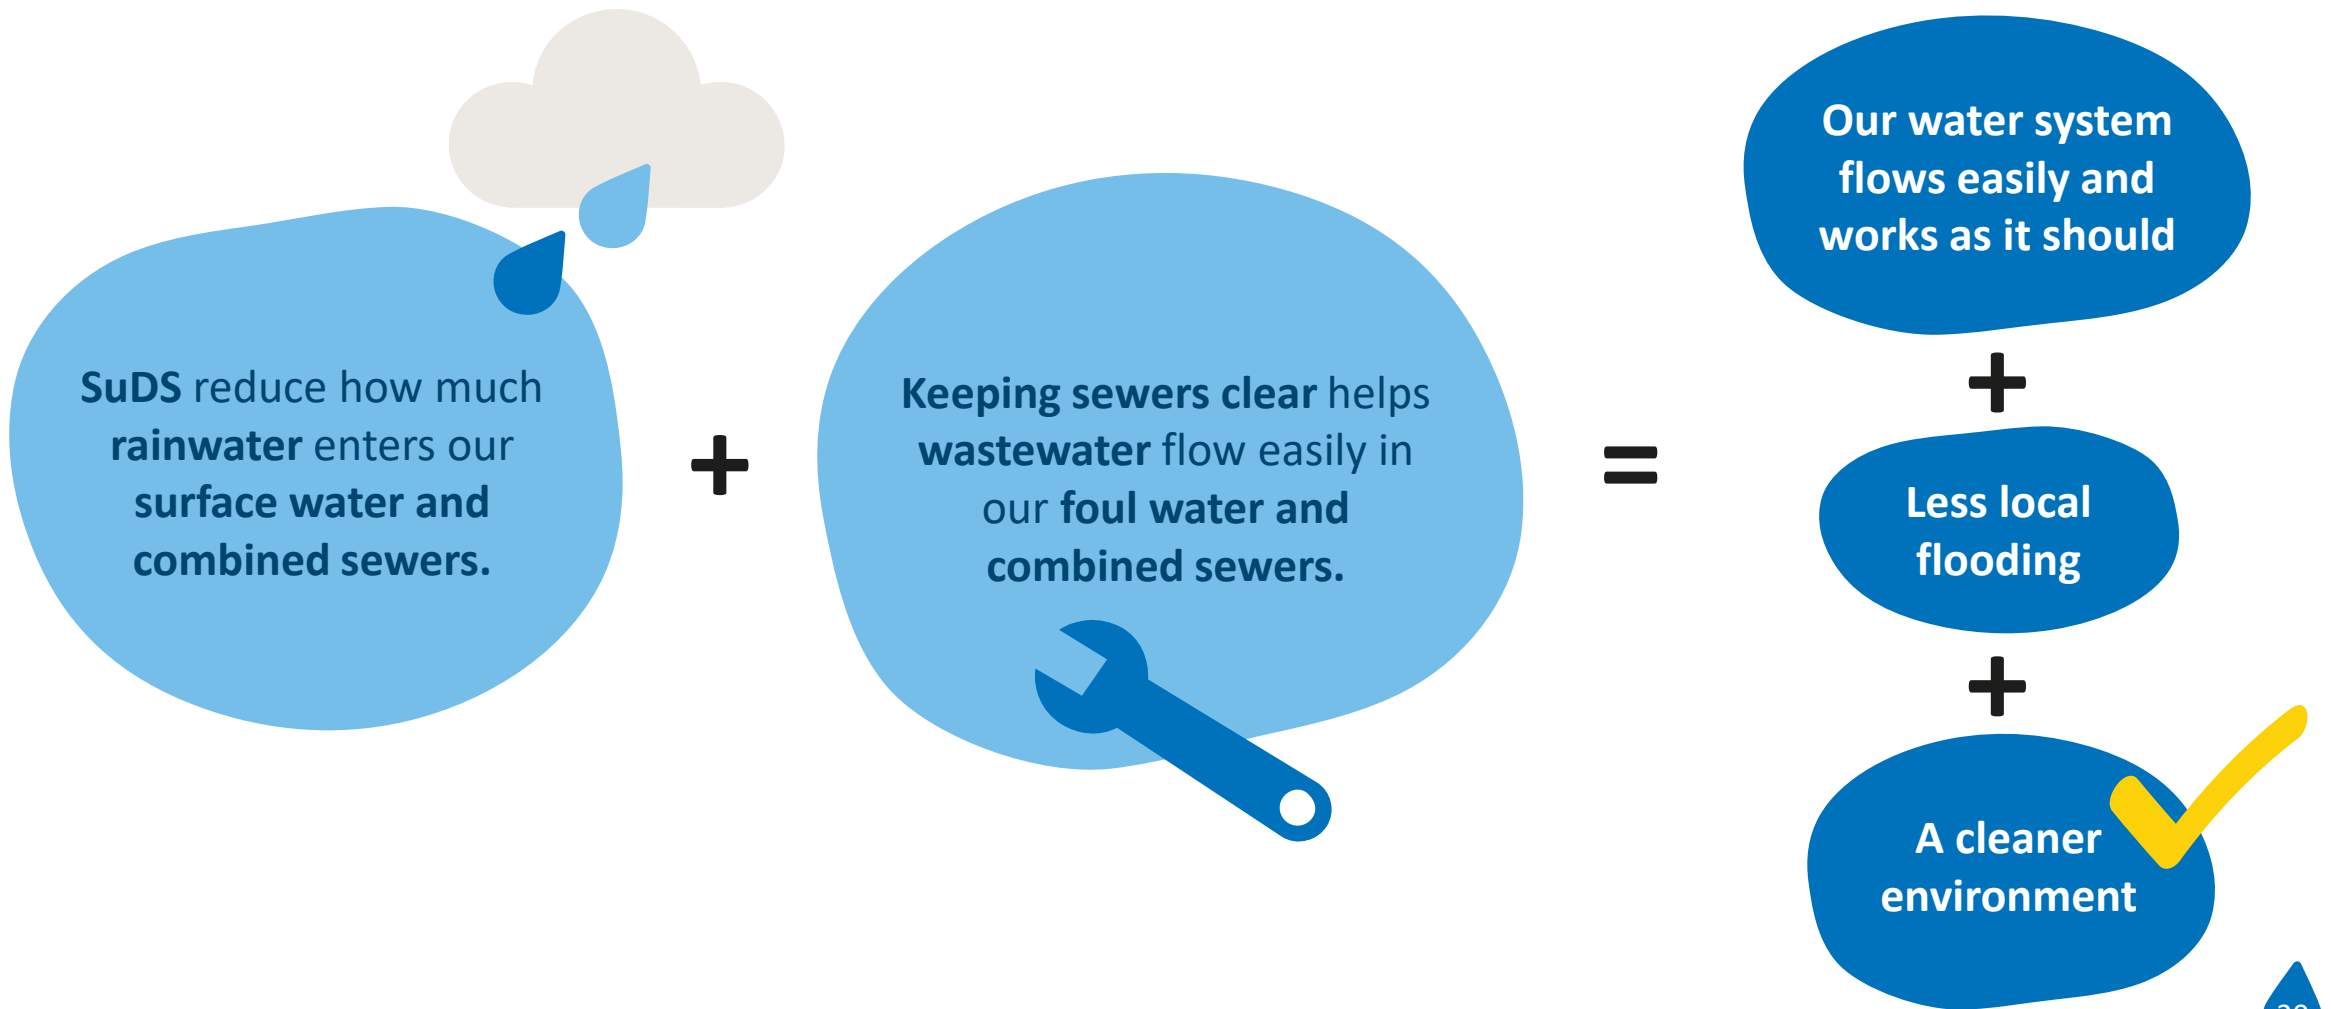 SuDS reduce how much
rainwater enters our
surface water and
combined sewers.
+
Keeping sewers clear helps
wastewater flow easily in
our foul water and
combined sewers.
=
Our water system
flows easily and
works as it should
+
Less local
flooding
+
A cleaner
environment